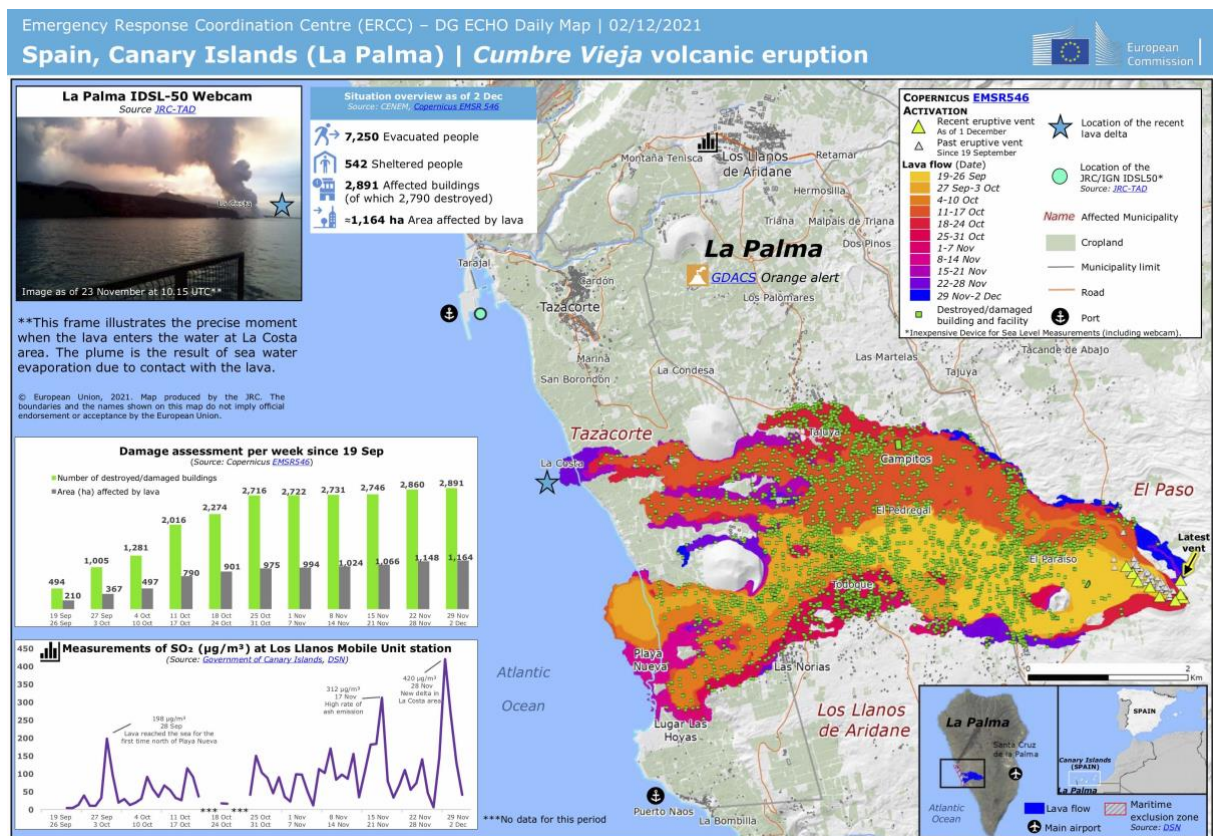 Emergency Response Coordination Centre (ERCC) – DG ECHO Daily Map | 02/12/2021
Spain, Canary Islands (La Palma) | Cumbre Vieja volcanic eruption
European
Commission
La Palma IDSL-50 Webcam
Source JRC-TAD
La Costa
Image as of 23 November at 10.15 UTC**
**This frame illustrates the precise moment
when the lava enters the water at La Costa
area. The plume is the result of sea water
evaporation due to contact with the lava.
© European Union, 2021. Map produced by the JRC. The
boundaries and the names shown on this map do not imply official
endorsement or acceptance by the European Union.
Situation overview as of 2 Dec
Source: CENEM, Copernicus EMSR 546
7,250 Evacuated people
542 Sheltered people
2,891 Affected buildings
(of which 2,790 destroyed)
≈1,164 ha Area affected by lava
COPERNICUS EMSR546
ACTIVATION
Recent eruptive vent
As of 1 December
Past eruptive vent
Since 19 September
Lava flow (Date)
19-26 Sep
27 Sep-3 Oct
4-10 Oct
11-17 Oct
18-24 Oct
25-31 Oct
1-7 Nov
8-14 Nov
15-21 Nov
22-28 Nov
29 Nov-2 Dec
Destroyed/damaged
building and facility
Location of the recent
lava delta
Location of the
JRC/IGN IDSL50*
Source: JRC-TAD
Name Affected Municipality
Cropland
Municipality limit
Road
Port
*Inexpensive Device for Sea Level Measurements (including webcam).
Montaña Tenisca
Los Llanos
de Aridane
Retamar
Hermosilla
Triana
Malpais de Triana
Dos Pinos
La Palma
GDACS Orange alert
Los Palomares
Tarajal
Cardón
Tazacorte
Marina
San Borondón
La Condesa
Las Martelas
Tajuya
Tacande de Abajo
Tazacorte
La Costa
Tajuya
Campitos
El Pedregal
El Paraiso
El Paso
Latest
vent
Todoque
Playa
Nueva
Las Norias
Los Llanos
de Aridane
Lugar Las
Hoyas
Atlantic
Ocean
Puerto Naos
La Bombilla
2
Km
Damage assessment per week since 19 Sep
(Source: Copernicus EMSR546)
Number of destroyed/damaged buildings
Area (ha) affected by lava
494 1,005 1,281 2,016 2,274 2,716 2,722 2,731 2,746 2,860 2,891
210 367 497 790 901 975 994 1,024 1,066 1,148 1,164
19 Sep 27 Sep 4 Oct 11 Oct 18 Oct 25 Oct 1 Nov 8 Nov 15 Nov 22 Nov 29 Nov
26 Sep 3 Oct 10 Oct 17 Oct 24 Oct 31 Oct 7 Nov 14 Nov 21 Nov 28 Nov 2 Dec
Measurements of SO₂ (µg/m³) at Los Llanos Mobile Unit station
(Source: Government of Canary Islands, DSN)
450
400
350
300
250
200
150
100
50
0
198 µg/m³
28 Sep
Lava reached the sea for the
first time north of Playa Nueva
312 µg/m³
17 Nov
High rate of
ash emission
420 µg/m³
28 Nov
New delta in
La Costa area
*** ***
19 Sep 27 Sep 4 Oct 11 Oct 18 Oct 25 Oct 1 Nov 8 Nov 15 Nov 22 Nov 29 Nov
26 Sep 3 Oct 10 Oct 17 Oct 24 Oct 31 Oct 7 Nov 14 Nov 21 Nov 28 Nov 2 Dec
***No data for this period
La Palma
Santa Cruz
de la Palma
Atlantic
Ocean
SPAIN
Canary Islands
(SPAIN)
La Palma
Lava flow
Main airport
Maritime
exclusion zone
Source: DSN